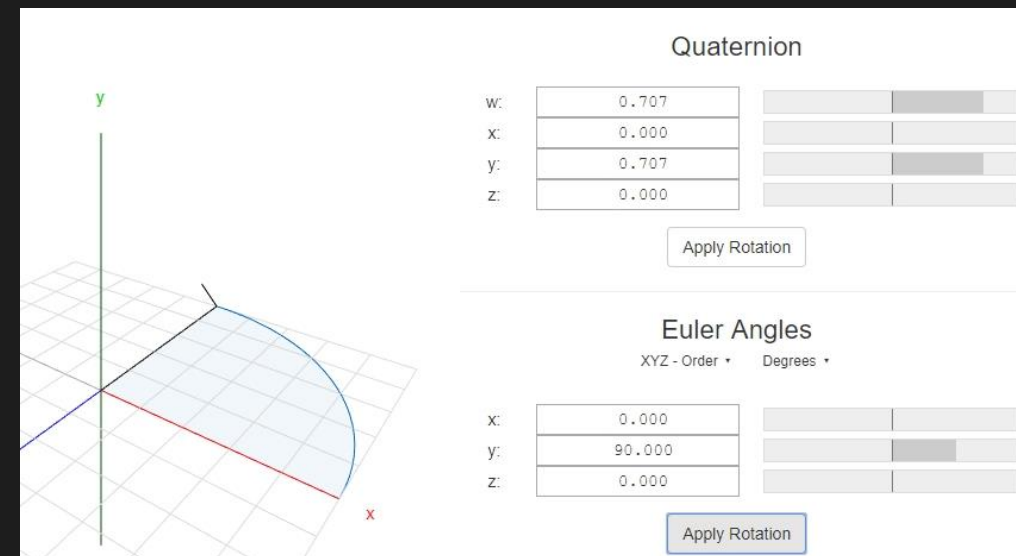 y
x
Quaternion
w: 0.707
x: 0.000
y: 0.707
z: 0.000
Apply Rotation
Euler Angles
XYZ - Order Degrees
x: 0.000
y: 90.000
z: 0.000
Apply Rotation